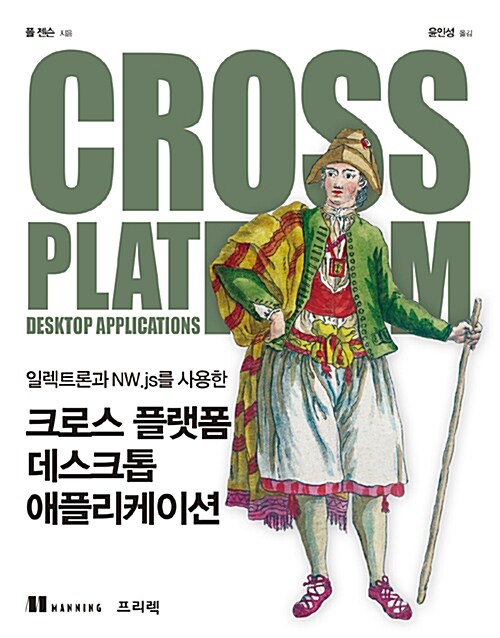 폴 젠슨 지음
윤인성 옮김
CROSS
PLAT M
DESKTOP APPLICATIONS
일렉트론과 NW.js를 사용한
크로스 플랫폼
데스크톱
애플리케이션
MANNING 프리렉